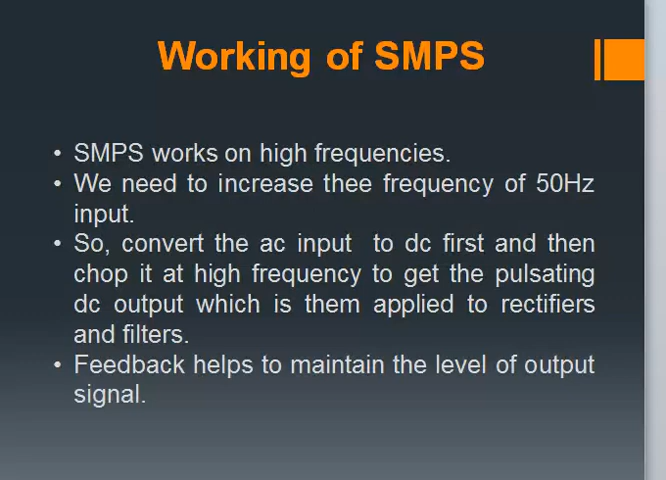 Working of SMPS
• SMPS works on high frequencies.
• We need to increase thee frequency of 50Hz
input.
• So, convert the ac input to dc first and then
chop it at high frequency to get the pulsating
dc output which is them applied to rectifiers
and filters.
• Feedback helps to maintain the level of output
signal.